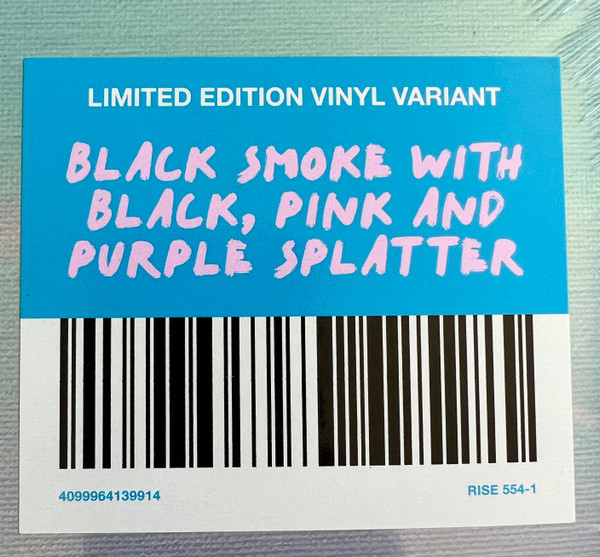 LIMITED EDITION VINYL VARIANT
BLACK SMOKE WITH
BLACK, PINK AND
PURPLE SPLATTER
4099964139914
RISE 554-1